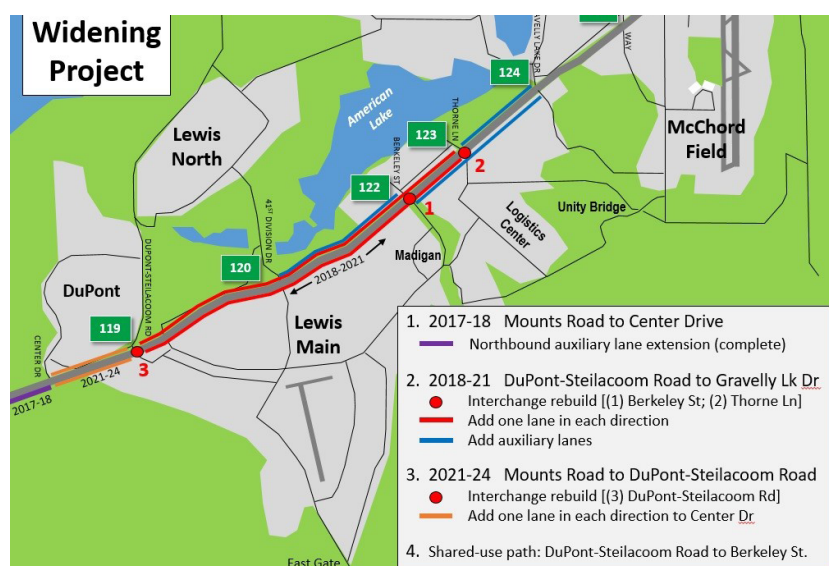 Widening
Project
AVELLY LAKE DR
WAY
124
American
Lake
THORNE LN
123
McChord
Field
Lewis
North
BERKELEY ST
2
122
1
41ST DIVISION DR
Logistics
Center
Unity Bridge
Madigan
120
2018-2021
DUPONT-STEILACOOM RD
DuPont
119
Lewis
Main
CENTER DR
3
2021-24
2017-18
East Gate
1. 2017-18 Mounts Road to Center Drive
Northbound auxiliary lane extension (complete)
2. 2018-21 DuPont-Steilacoom Road to Gravelly Lk Dr
Interchange rebuild [(1) Berkeley St; (2) Thorne Ln]
Add one lane in each direction
Add auxiliary lanes
3. 2021-24 Mounts Road to DuPont-Steilacoom Road
Interchange rebuild [(3) DuPont-Steilacoom Rd]
Add one lane in each direction to Center Dr
4. Shared-use path: DuPont-Steilacoom Road to Berkeley St.